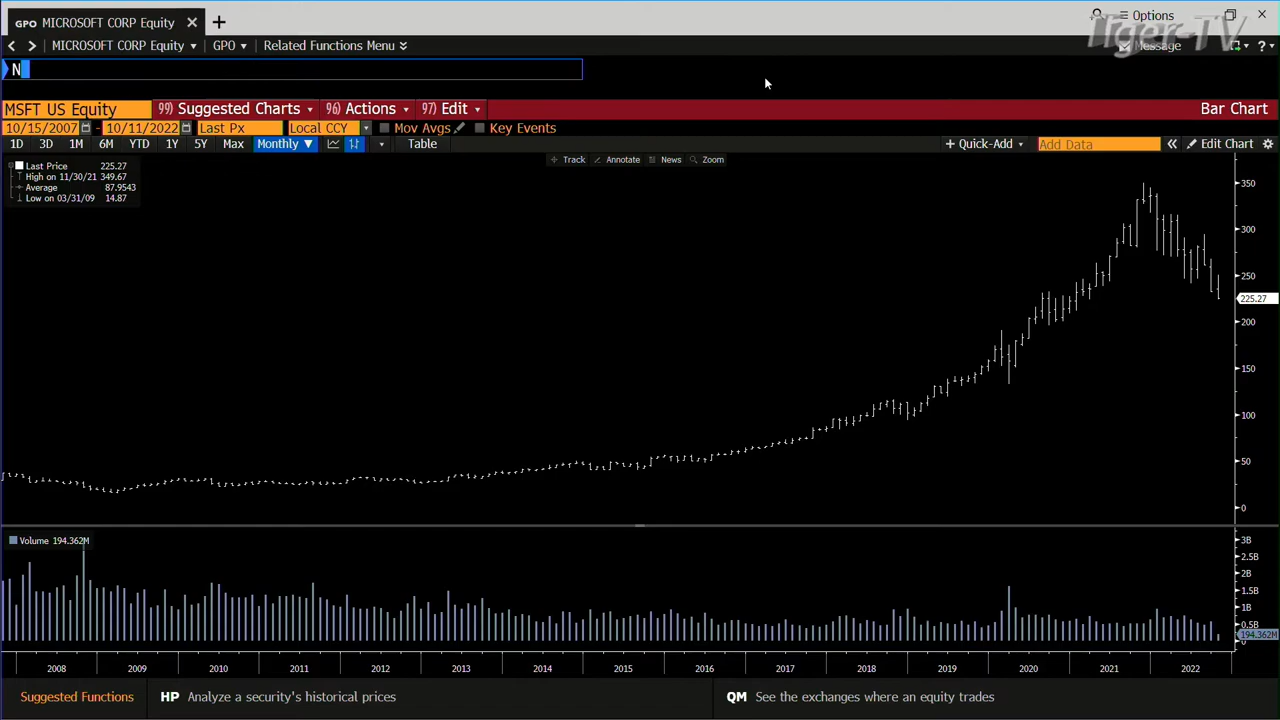 GPO MICROSOFT CORP Equity
Options
MICROSOFT CORP Equity GPO Related Functions Menu
Message
Tiger-TV
N
MSFT US Equity 99) Suggested Charts 96) Actions 97) Edit Bar Chart
10/15/2007 - 10/11/2022 Last Px Local CCY Mov Avgs Key Events
1D 3D 1M 6M YTD 1Y 5Y Max Monthly ▼ Table + Quick-Add Add Data « Edit Chart
Track Annotate News Zoom
Last Price 225.27
High on 11/30/21 349.67
Average 87.9543
Low on 03/31/09 14.87
350
300
250
225.27
200
150
100
50
0
Volume 194.362M
3B
2.5B
2B
1.5B
1B
0.5B
194.362M
2008 2009 2010 2011 2012 2013 2014 2015 2016 2017 2018 2019 2020 2021 2022
Suggested Functions HP Analyze a security's historical prices QM See the exchanges where an equity trades